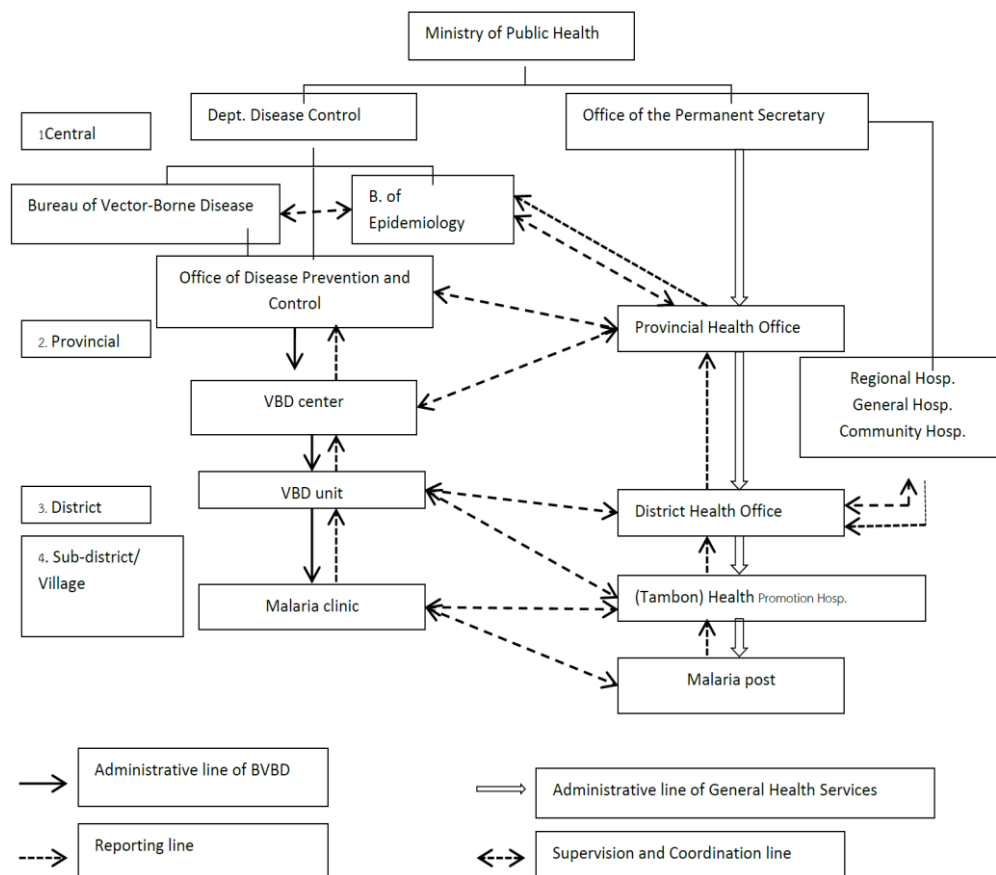 Ministry of Public Health
Dept. Disease Control
Office of the Permanent Secretary
1Central
Bureau of Vector-Borne Disease
B. of
Epidemiology
Office of Disease Prevention and
Control
Provincial Health Office
2. Provincial
Regional Hosp.
General Hosp.
Community Hosp.
VBD center
VBD unit
3. District
District Health Office
4. Sub-district/
Village
Malaria clinic
(Tambon) Health Promotion Hosp.
Malaria post
Administrative line of BVBD
Administrative line of General Health Services
Reporting line
Supervision and Coordination line